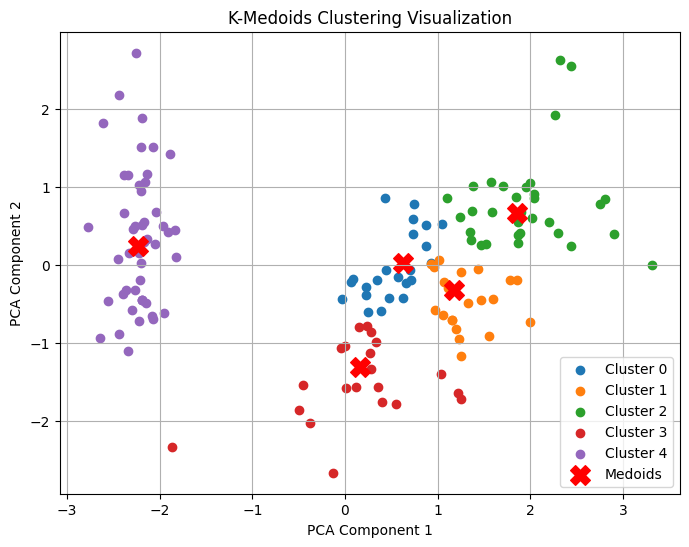 K-Medoids Clustering Visualization
PCA Component 2
2
1
0
−1
−2
−3
−2
−1
0
1
2
3
PCA Component 1
Cluster 0
Cluster 1
Cluster 2
Cluster 3
Cluster 4
Medoids